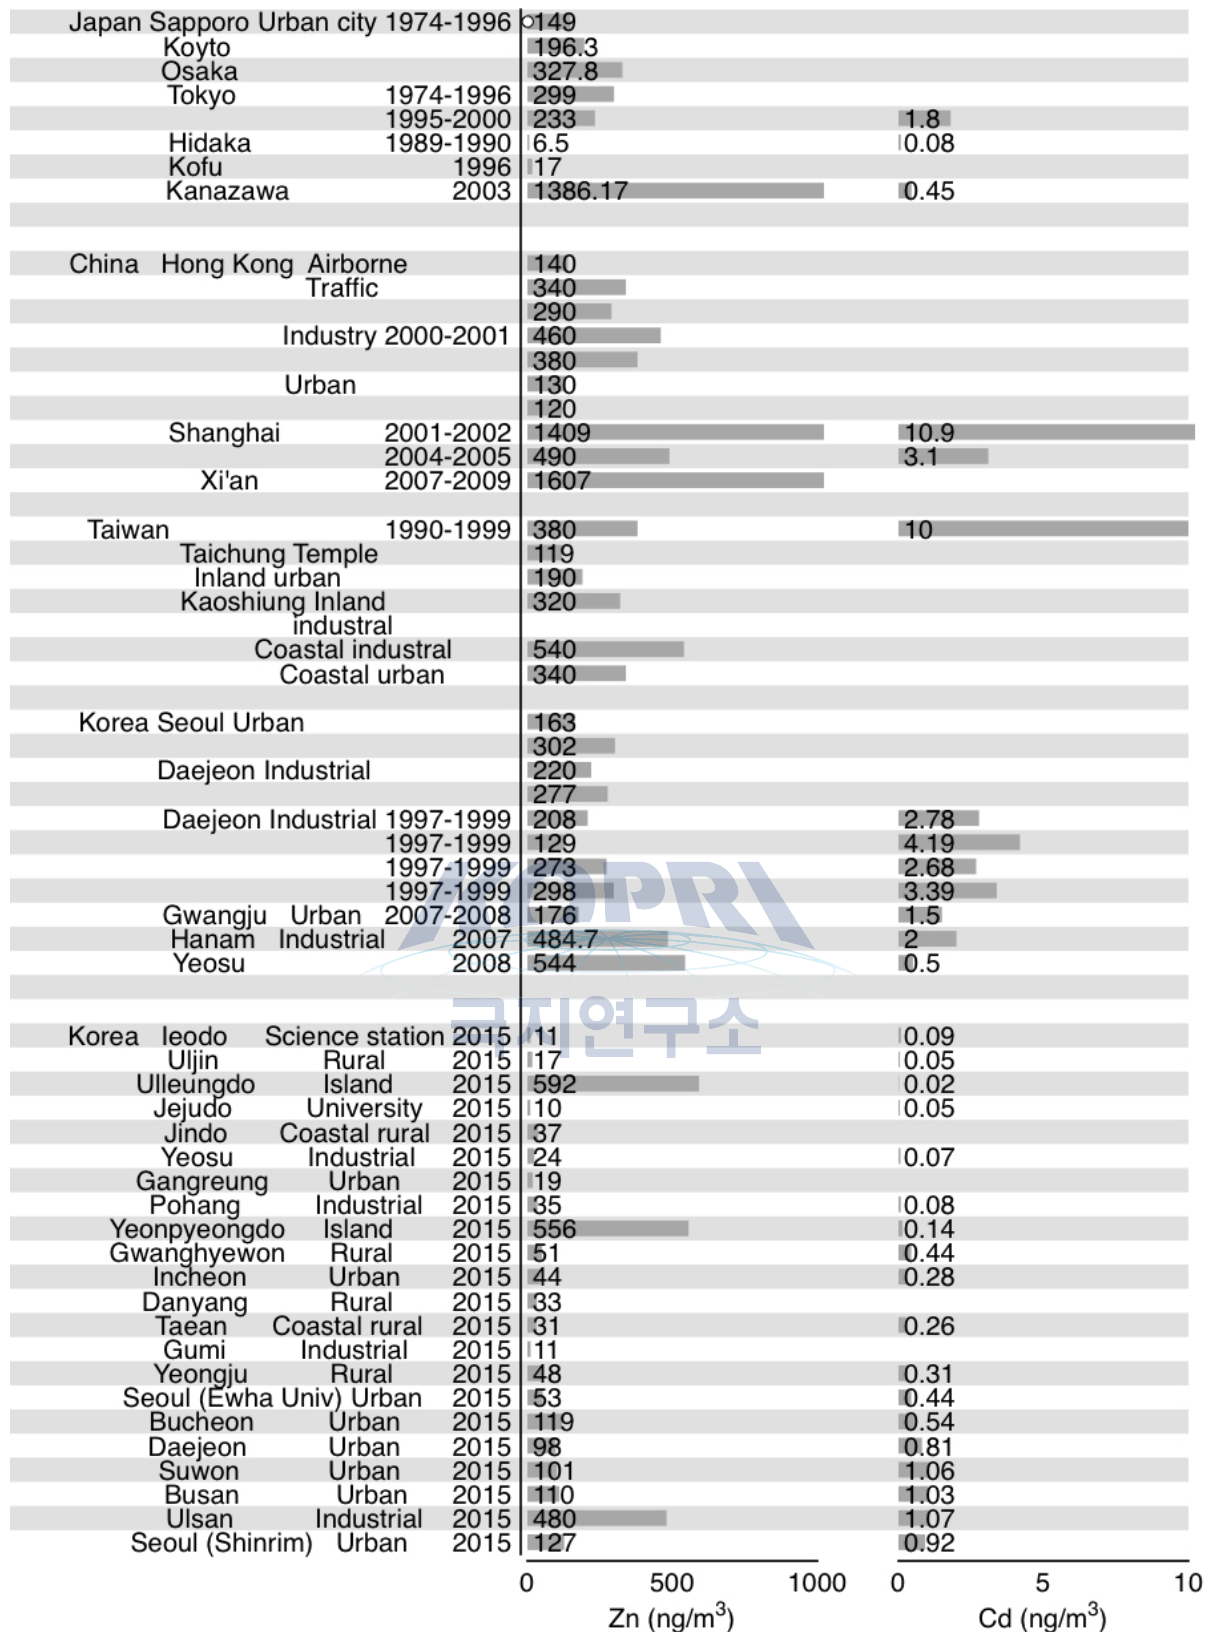 Japan Sapporo Urban city 1974-1996 149
Koyto 196.3
Osaka 327.8
Tokyo 1974-1996 299
1995-2000 233 1.8
Hidaka 1989-1990 6.5 0.08
Kofu 1996 17
Kanazawa 2003 1386.17 0.45
China Hong Kong Airborne 140
Traffic 340
290
Industry 2000-2001 460
380
Urban 130
120
Shanghai 2001-2002 1409 10.9
2004-2005 490 3.1
Xi'an 2007-2009 1607
Taiwan 1990-1999 380 10
Taichung Temple 119
Inland urban 190
Kaoshiung Inland 320
industral
Coastal industral 540
Coastal urban 340
Korea Seoul Urban 163
302
Daejeon Industrial 220
277
Daejeon Industrial 1997-1999 208 2.78
1997-1999 129 4.19
1997-1999 273 2.68
1997-1999 298 3.39
Gwangju Urban 2007-2008 176 1.5
Hanam Industrial 2007 484.7 2
Yeosu 2008 544 0.5
KOPRI
극지연구소
Korea Ieodo Science station 2015 11 0.09
Uljin Rural 2015 17 0.05
Ulleungdo Island 2015 592 0.02
Jejudo University 2015 10 0.05
Jindo Coastal rural 2015 37
Yeosu Industrial 2015 24 0.07
Gangreung Urban 2015 19
Pohang Industrial 2015 35 0.08
Yeonpyeongdo Island 2015 556 0.14
Gwanghyewon Rural 2015 51 0.44
Incheon Urban 2015 44 0.28
Danyang Rural 2015 33
Taean Coastal rural 2015 31 0.26
Gumi Industrial 2015 11
Yeongju Rural 2015 48 0.31
Seoul (Ewha Univ) Urban 2015 53 0.44
Bucheon Urban 2015 119 0.54
Daejeon Urban 2015 98 0.81
Suwon Urban 2015 101 1.06
Busan Urban 2015 110 1.03
Ulsan Industrial 2015 480 1.07
Seoul (Shinrim) Urban 2015 127 0.92
0 500 1000 0 5 10
Zn (ng/m³) Cd (ng/m³)